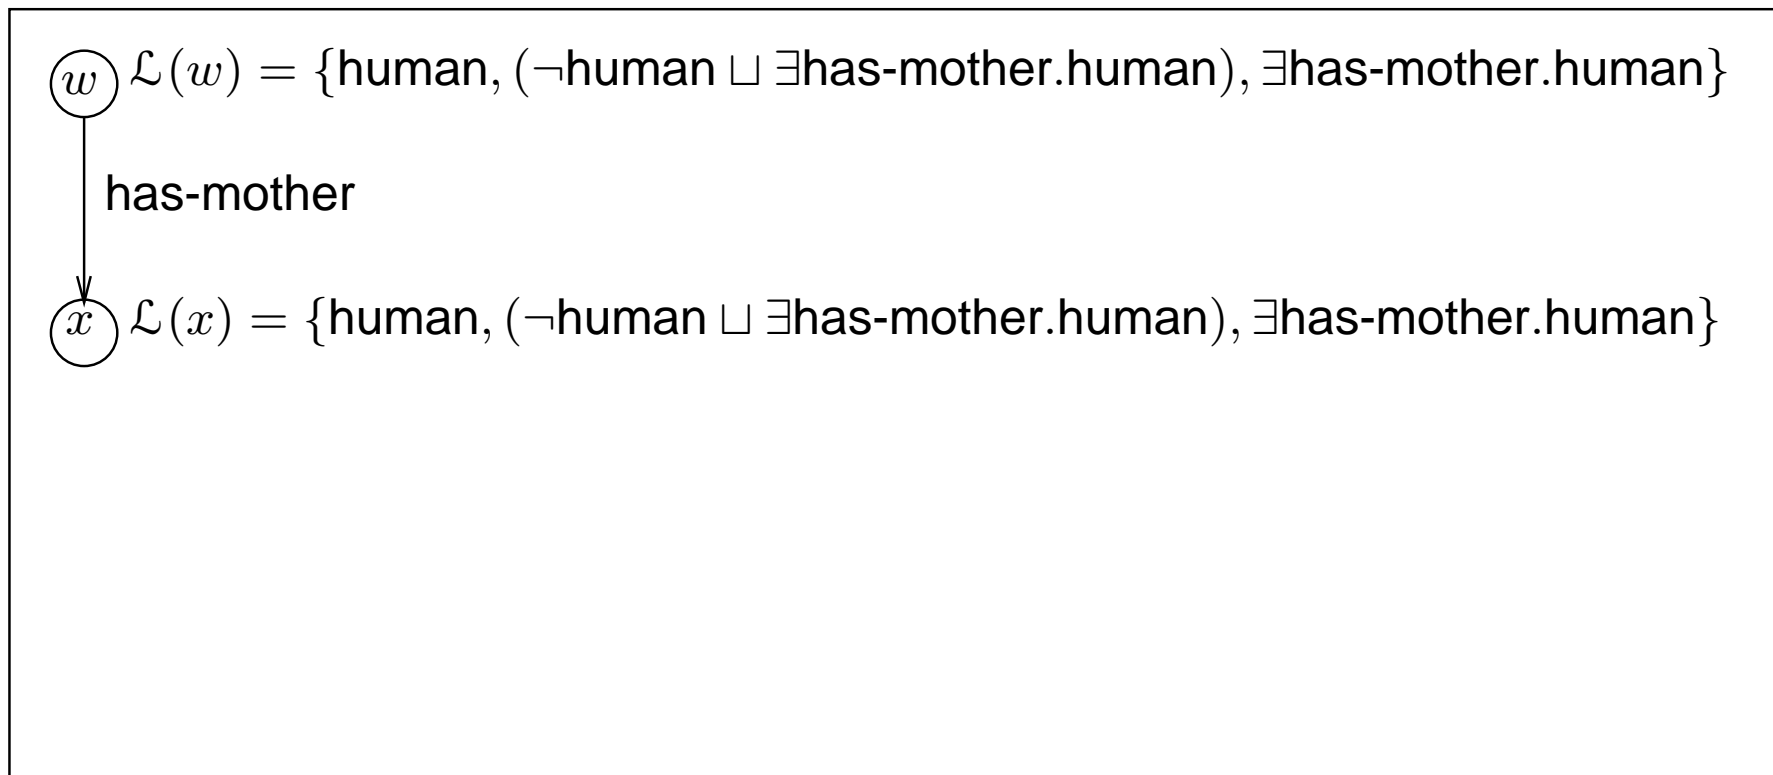 w ℒ(w) = {human, (¬human ⊔ ∃has-mother.human), ∃has-mother.human}
has-mother
x ℒ(x) = {human, (¬human ⊔ ∃has-mother.human), ∃has-mother.human}